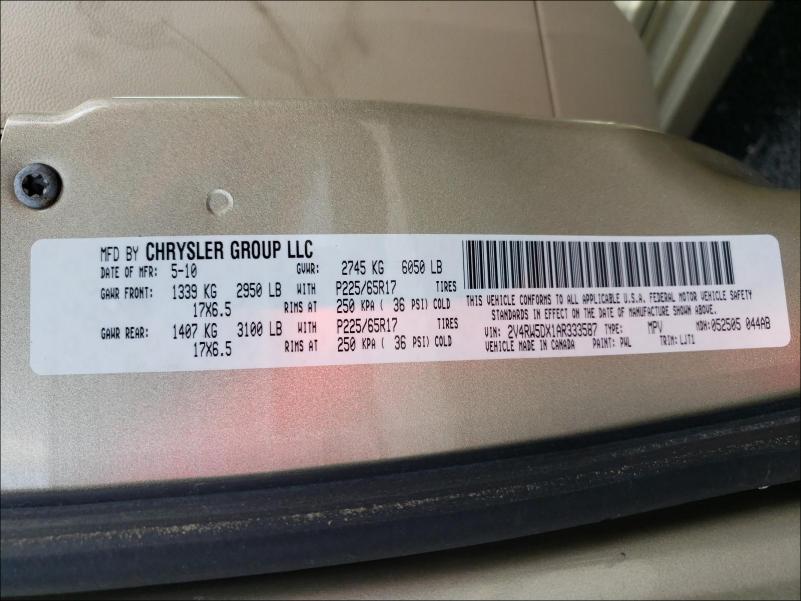 MFD BY CHRYSLER GROUP LLC
DATE OF MFR: 5-10 GVWR: 2745 KG 6050 LB
GAWR FRONT: 1339 KG 2950 LB WITH P225/65R17 TIRES
17X6.5 RIMS AT 250 KPA ( 36 PSI) COLD
GAWR REAR: 1407 KG 3100 LB WITH P225/65R17 TIRES
17X6.5 RIMS AT 250 KPA ( 36 PSI) COLD
THIS VEHICLE CONFORMS TO ALL APPLICABLE U.S.A. FEDERAL MOTOR VEHICLE SAFETY
STANDARDS IN EFFECT ON THE DATE OF MANUFACTURE SHOWN ABOVE.
VIN: 2V4RW5DX1AR333587 TYPE: MPV MDH: 052505 044AB
VEHICLE MADE IN CANADA PAINT: PWL TRIM: LJT1